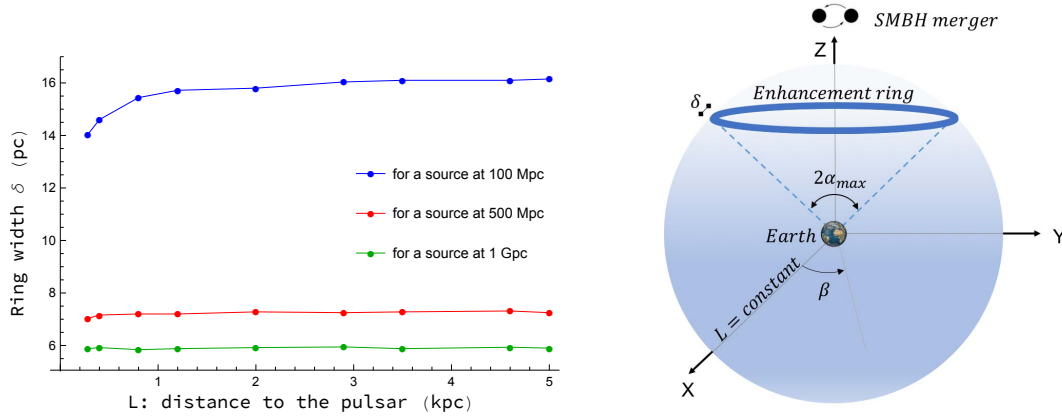 16
14
12
10
8
6
Ring width δ (pc)
for a source at 100 Mpc
for a source at 500 Mpc
for a source at 1 Gpc
1
2
3
4
5
L: distance to the pulsar (kpc)
SMBH merger
Z
Enhancement ring
δ
2α_max
Earth
Y
L = constant
β
X